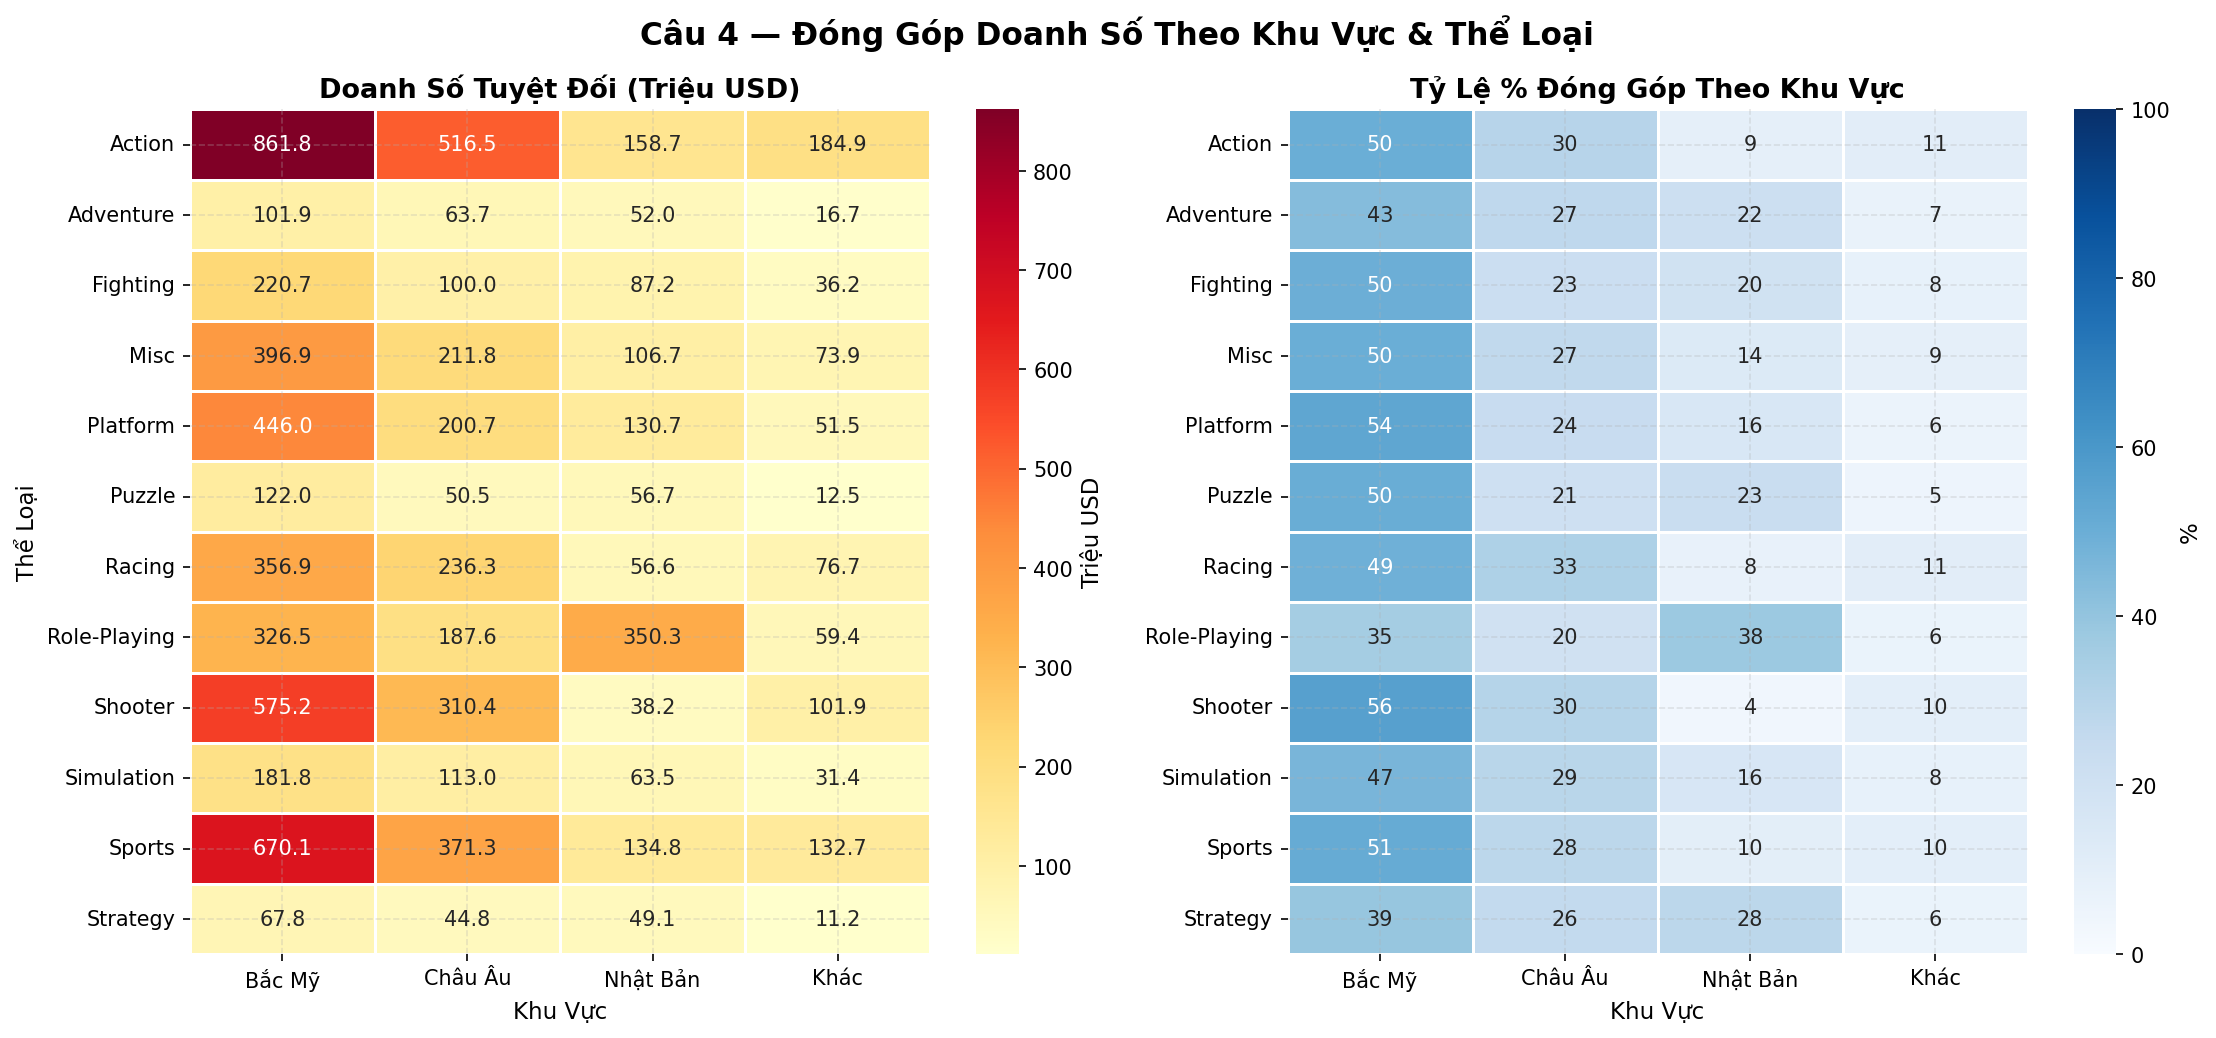 Câu 4 — Đóng Góp Doanh Số Theo Khu Vực & Thể Loại
Doanh Số Tuyệt Đối (Triệu USD)
Thể Loại
Action 861.8 516.5 158.7 184.9
Adventure 101.9 63.7 52.0 16.7
Fighting 220.7 100.0 87.2 36.2
Misc 396.9 211.8 106.7 73.9
Platform 446.0 200.7 130.7 51.5
Puzzle 122.0 50.5 56.7 12.5
Racing 356.9 236.3 56.6 76.7
Role-Playing 326.5 187.6 350.3 59.4
Shooter 575.2 310.4 38.2 101.9
Simulation 181.8 113.0 63.5 31.4
Sports 670.1 371.3 134.8 132.7
Strategy 67.8 44.8 49.1 11.2
Bắc Mỹ Châu Âu Nhật Bản Khác
Khu Vực
800
700
600
500
400
300
200
100
Triệu USD
Tỷ Lệ % Đóng Góp Theo Khu Vực
Action 50 30 9 11
Adventure 43 27 22 7
Fighting 50 23 20 8
Misc 50 27 14 9
Platform 54 24 16 6
Puzzle 50 21 23 5
Racing 49 33 8 11
Role-Playing 35 20 38 6
Shooter 56 30 4 10
Simulation 47 29 16 8
Sports 51 28 10 10
Strategy 39 26 28 6
Bắc Mỹ Châu Âu Nhật Bản Khác
Khu Vực
100
80
60
40
20
0
%